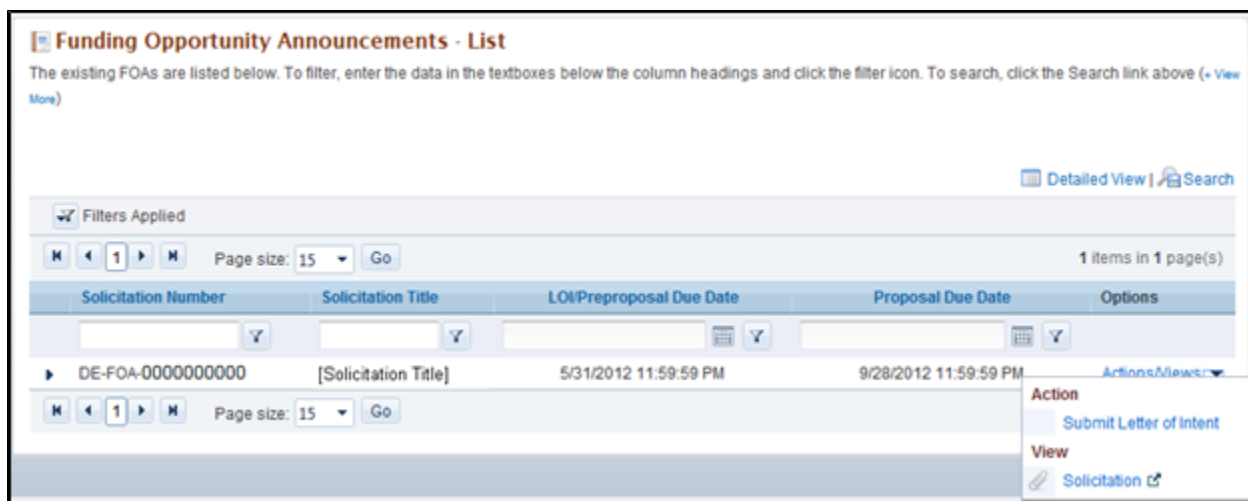 Funding Opportunity Announcements - List
The existing FOAs are listed below. To filter, enter the data in the textboxes below the column headings and click the filter icon. To search, click the Search link above (+ View
More)
Detailed View | Search
Filters Applied
1 Page size: 15 Go 1 items in 1 page(s)
Solicitation Number Solicitation Title LOI/Preproposal Due Date Proposal Due Date Options
DE-FOA-0000000000 [Solicitation Title] 5/31/2012 11:59:59 PM 9/28/2012 11:59:59 PM Actions/Views
1 Page size: 15 Go
Action
Submit Letter of Intent
View
Solicitation